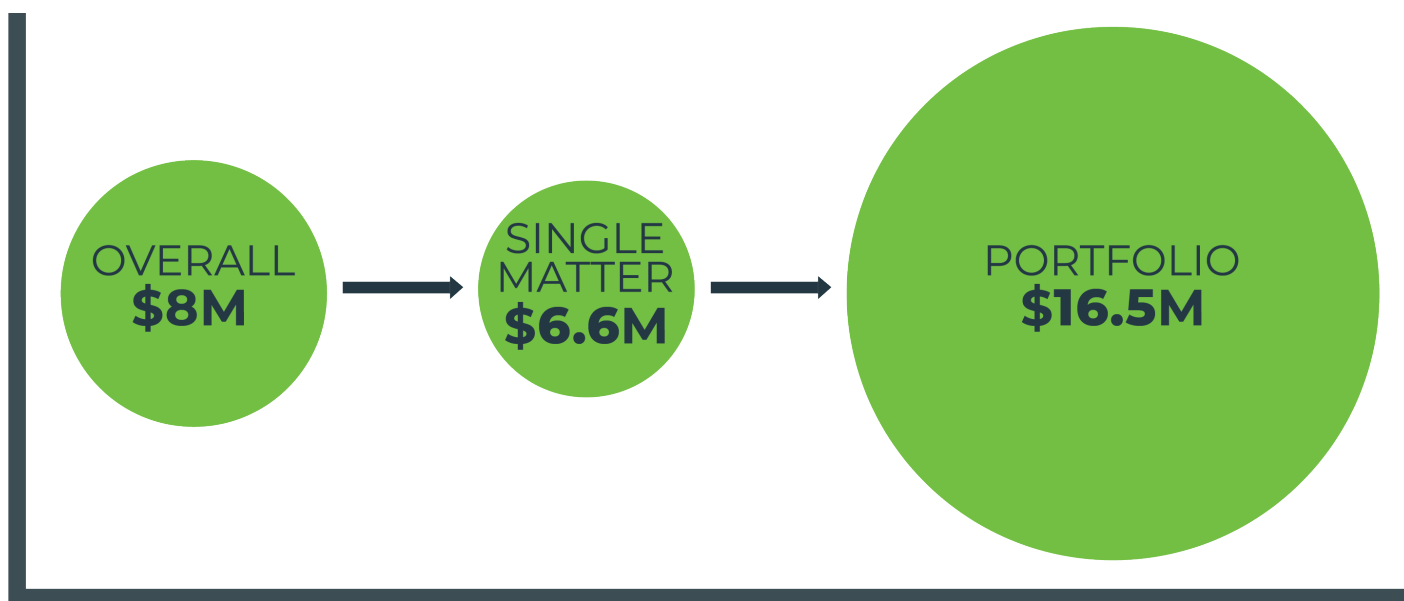 OVERALL
$8M
SINGLE
MATTER
$6.6M
PORTFOLIO
$16.5M